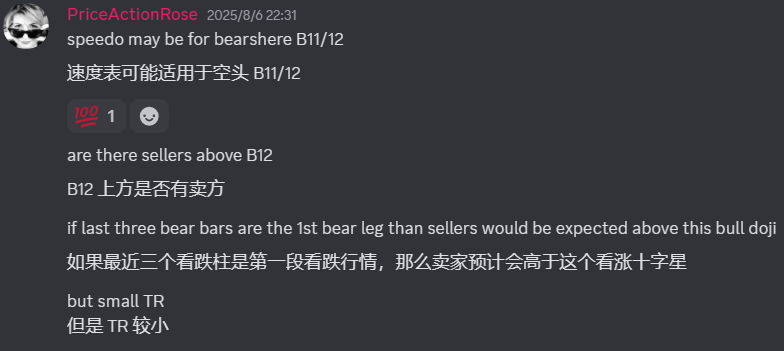 PriceActionRose 2025/8/6 22:31
speedo may be for bearshere B11/12
速度表可能适用于空头 B11/12
100 1
are there sellers above B12
B12 上方是否有卖方
if last three bear bars are the 1st bear leg than sellers would be expected above this bull doji
如果最近三个看跌柱是第一段看跌行情，那么卖家预计会高于这个看涨十字星
but small TR
但是 TR 较小